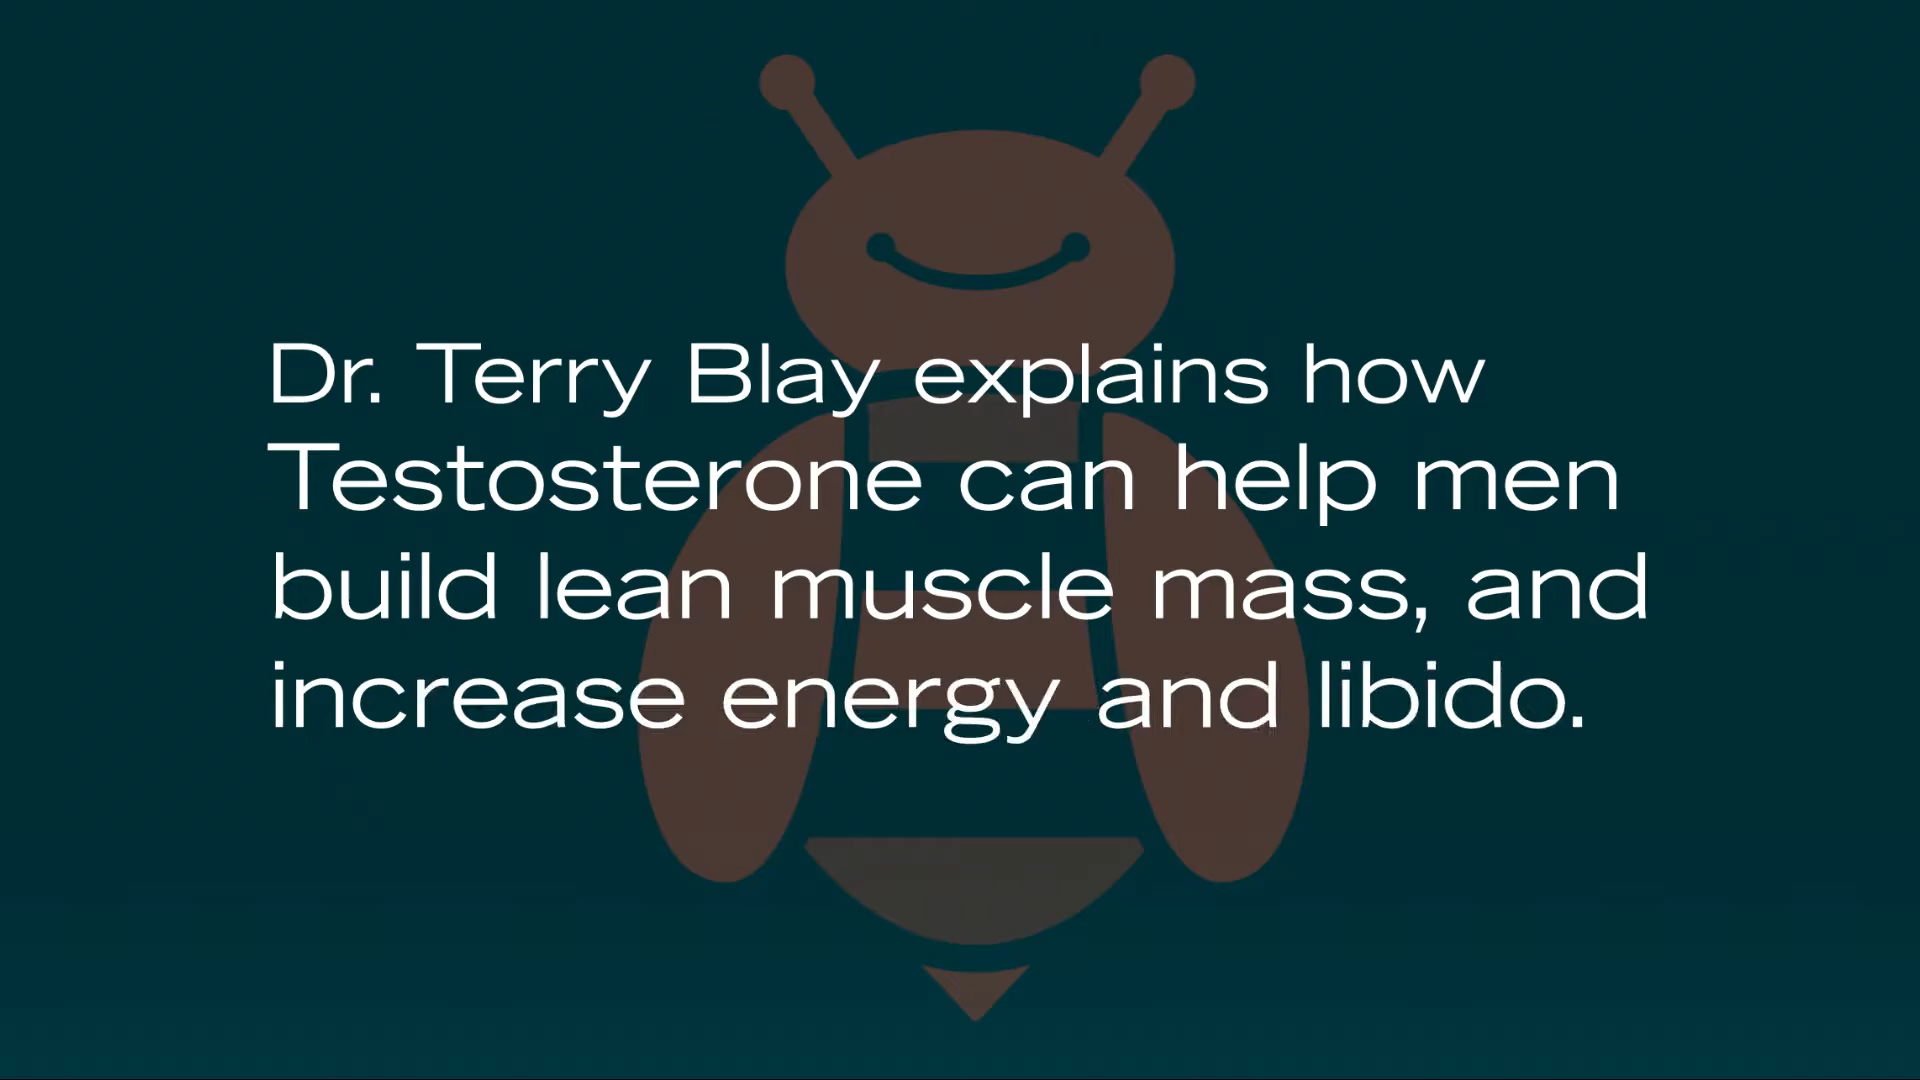 Dr. Terry Blay explains how
Testosterone can help men
build lean muscle mass, and
increase energy and libido.